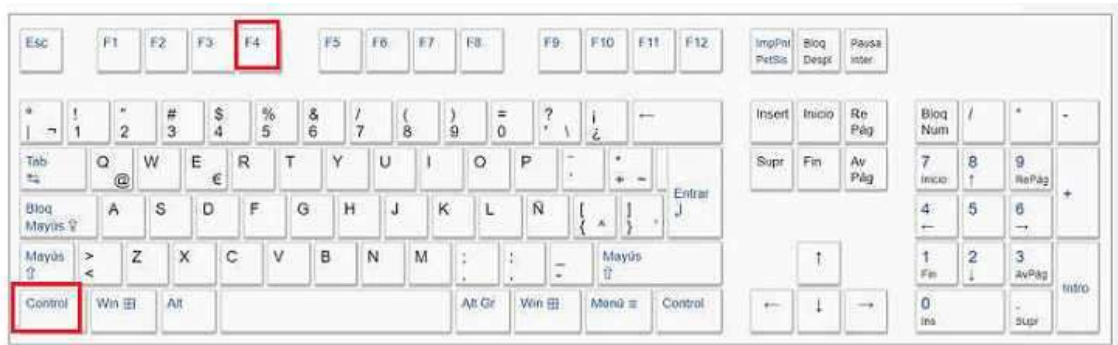 Esc F1 F2 F3 F4 F5 F6 F7 F8 F9 F10 F11 F12 ImpPnt Bloq Pausa
PetSis Despl Inter
° ! " # $ % & / ( ) = ? ¡ ← Insert Inicio Re Bloq / * -
| ¬ 1 2 3 4 5 6 7 8 9 0 ' \ ¿ Pág Num
Tab Q W E R T Y U I O P ¨ * Supr Fin Av 7 8 9 +
↹ @ € ´ + ~ Entrar Pág Inicio ↑ RePág
Bloq A S D F G H J K L Ñ [ ] ┘ 4 5 6
Mayús ⇧ { ^ } ` ← →
Mayús > Z X C V B N M ; : _ Mayús ↑ 1 2 3 Intro
⇧ < , . - ⇧ Fin ↓ AvPág
Control Win ⊞ Alt Alt Gr Win ⊞ Menú ≡ Control ← ↓ → 0 .
Ins Supr